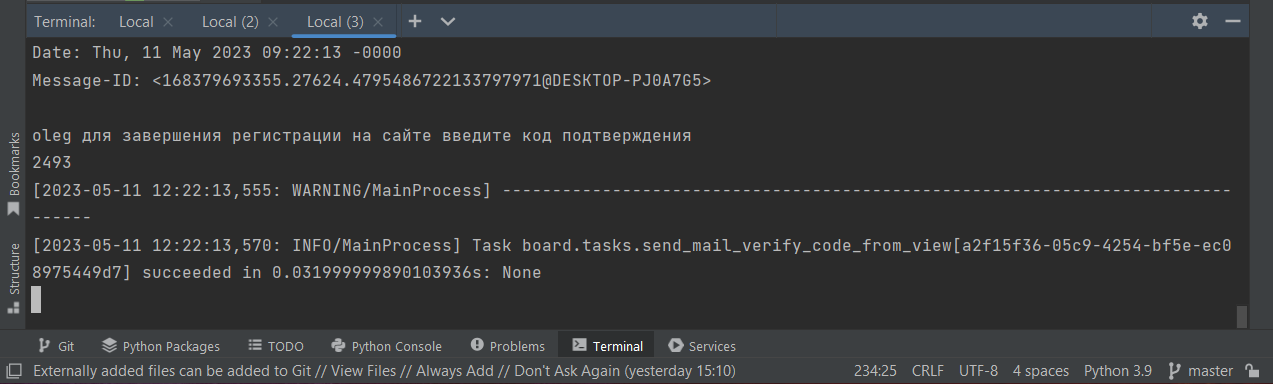 Terminal: Local Local (2) Local (3)
Date: Thu, 11 May 2023 09:22:13 -0000
Message-ID: <168379693355.27624.4795486722133797971@DESKTOP-PJ0A7G5>
oleg для завершения регистрации на сайте введите код подтверждения
2493
[2023-05-11 12:22:13,555: WARNING/MainProcess] -------------------------------------------------------------------------
------
[2023-05-11 12:22:13,570: INFO/MainProcess] Task board.tasks.send_mail_verify_code_from_view[a2f15f36-05c9-4254-bf5e-ec0
8975449d7] succeeded in 0.031999999890103936s: None
Bookmarks
Structure
Git Python Packages TODO Python Console Problems Terminal Services
Externally added files can be added to Git // View Files // Always Add // Don't Ask Again (yesterday 15:10) 234:25 CRLF UTF-8 4 spaces Python 3.9 master